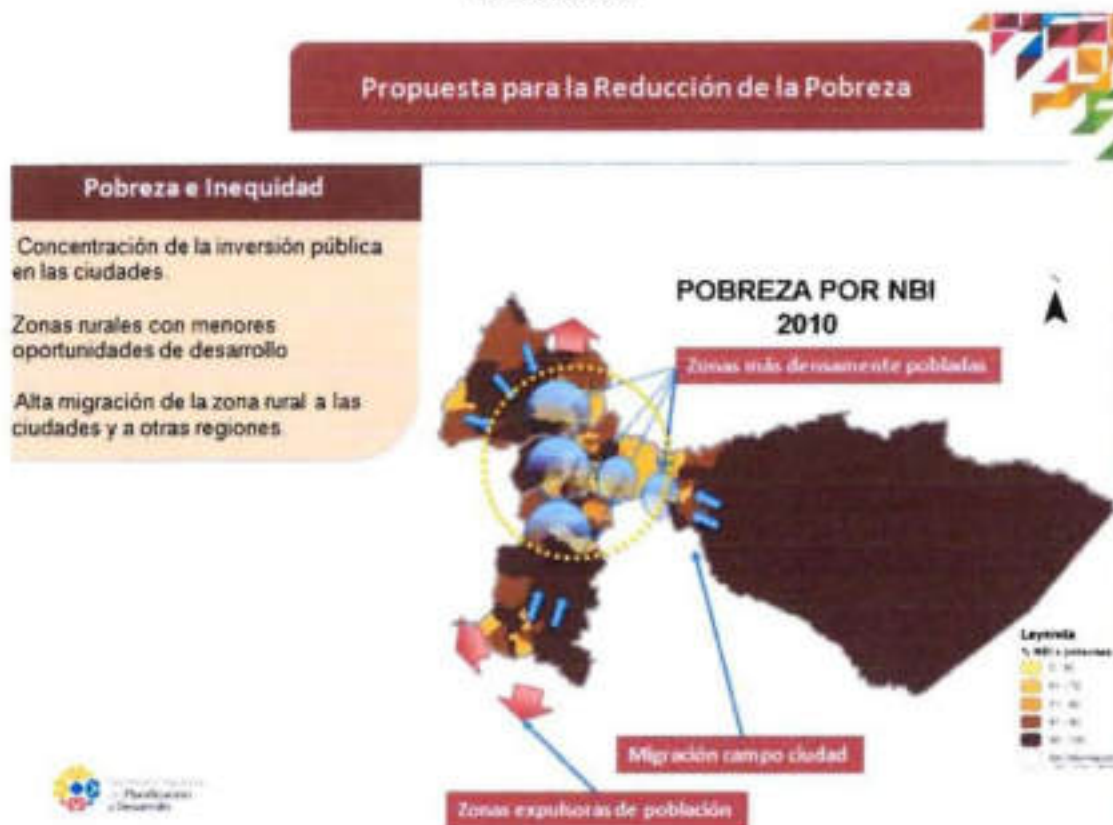 Propuesta para la Reducción de la Pobreza
Pobreza e Inequidad
Concentración de la inversión pública
en las ciudades.
Zonas rurales con menores
oportunidades de desarrollo
Alta migración de la zona rural a las
ciudades y a otras regiones
POBREZA POR NBI
2010
Zonas más densamente pobladas
Migración campo ciudad
Zonas expulsoras de población
Leyenda
% NBI x personas